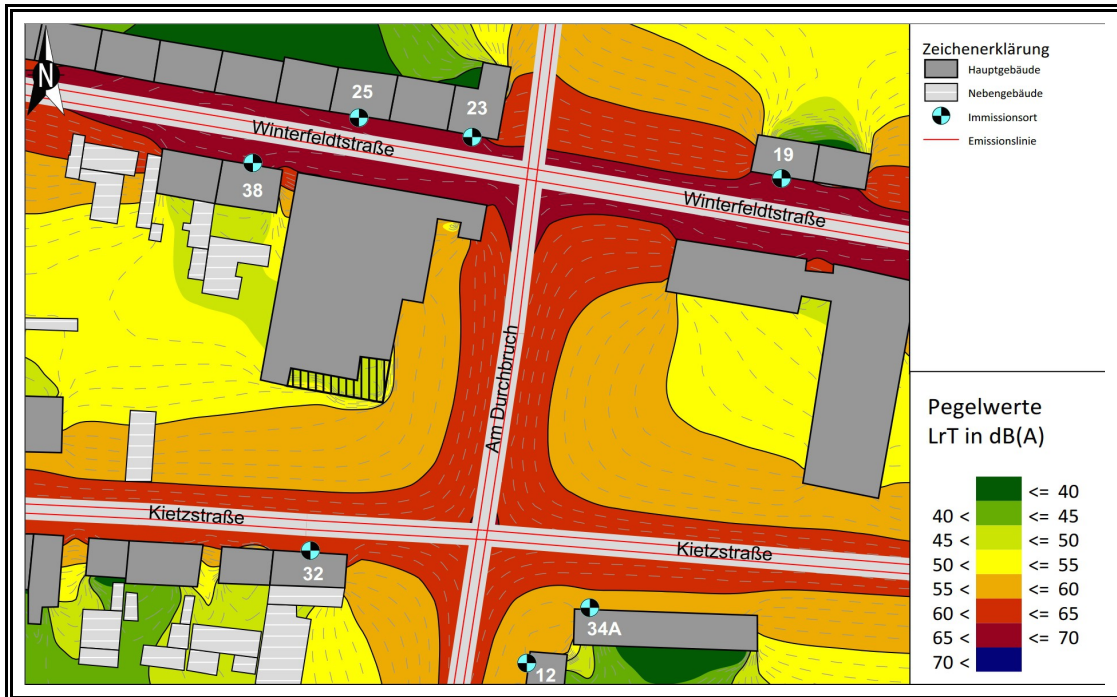 N
25
23
Winterfeldtstraße
38
19
Winterfeldtstraße
Am Durchbruch
Kietzstraße
Kietzstraße
32
34A
12
Zeichenerklärung
Hauptgebäude
Nebengebäude
Immissionsort
Emissionslinie
Pegelwerte
LrT in dB(A)
<= 40
40 < <= 45
45 < <= 50
50 < <= 55
55 < <= 60
60 < <= 65
65 < <= 70
70 <